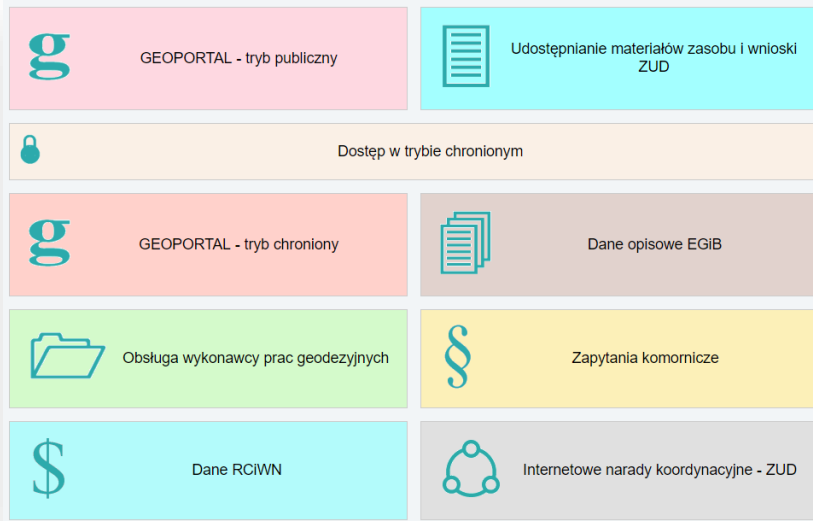 g
GEOPORTAL - tryb publiczny
Udostępnianie materiałów zasobu i wnioski
ZUD
Dostęp w trybie chronionym
g
GEOPORTAL - tryb chroniony
Dane opisowe EGiB
Obsługa wykonawcy prac geodezyjnych
§
Zapytania komornicze
$
Dane RCiWN
Internetowe narady koordynacyjne - ZUD